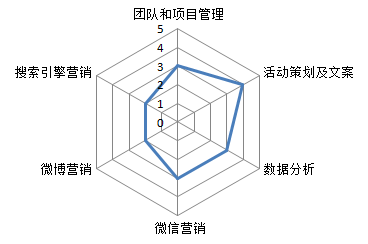 团队和项目管理
5
4
3
2
1
0
活动策划及文案
数据分析
微信营销
微博营销
搜索引擎营销